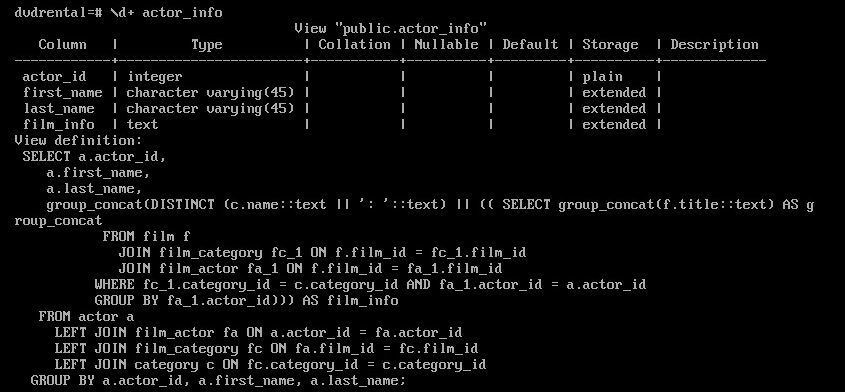 dvdrental=# \d+ actor_info
                                    View "public.actor_info"
   Column   |         Type          | Collation | Nullable | Default | Storage  | Description
------------+-----------------------+-----------+----------+---------+----------+-------------
 actor_id   | integer               |           |          |         | plain    |
 first_name | character varying(45) |           |          |         | extended |
 last_name  | character varying(45) |           |          |         | extended |
 film_info  | text                  |           |          |         | extended |
View definition:
 SELECT a.actor_id,
    a.first_name,
    a.last_name,
    group_concat(DISTINCT (c.name::text || ': '::text) || (( SELECT group_concat(f.title::text) AS g
roup_concat
           FROM film f
             JOIN film_category fc_1 ON f.film_id = fc_1.film_id
             JOIN film_actor fa_1 ON f.film_id = fa_1.film_id
          WHERE fc_1.category_id = c.category_id AND fa_1.actor_id = a.actor_id
          GROUP BY fa_1.actor_id))) AS film_info
   FROM actor a
     LEFT JOIN film_actor fa ON a.actor_id = fa.actor_id
     LEFT JOIN film_category fc ON fa.film_id = fc.film_id
     LEFT JOIN category c ON fc.category_id = c.category_id
  GROUP BY a.actor_id, a.first_name, a.last_name;